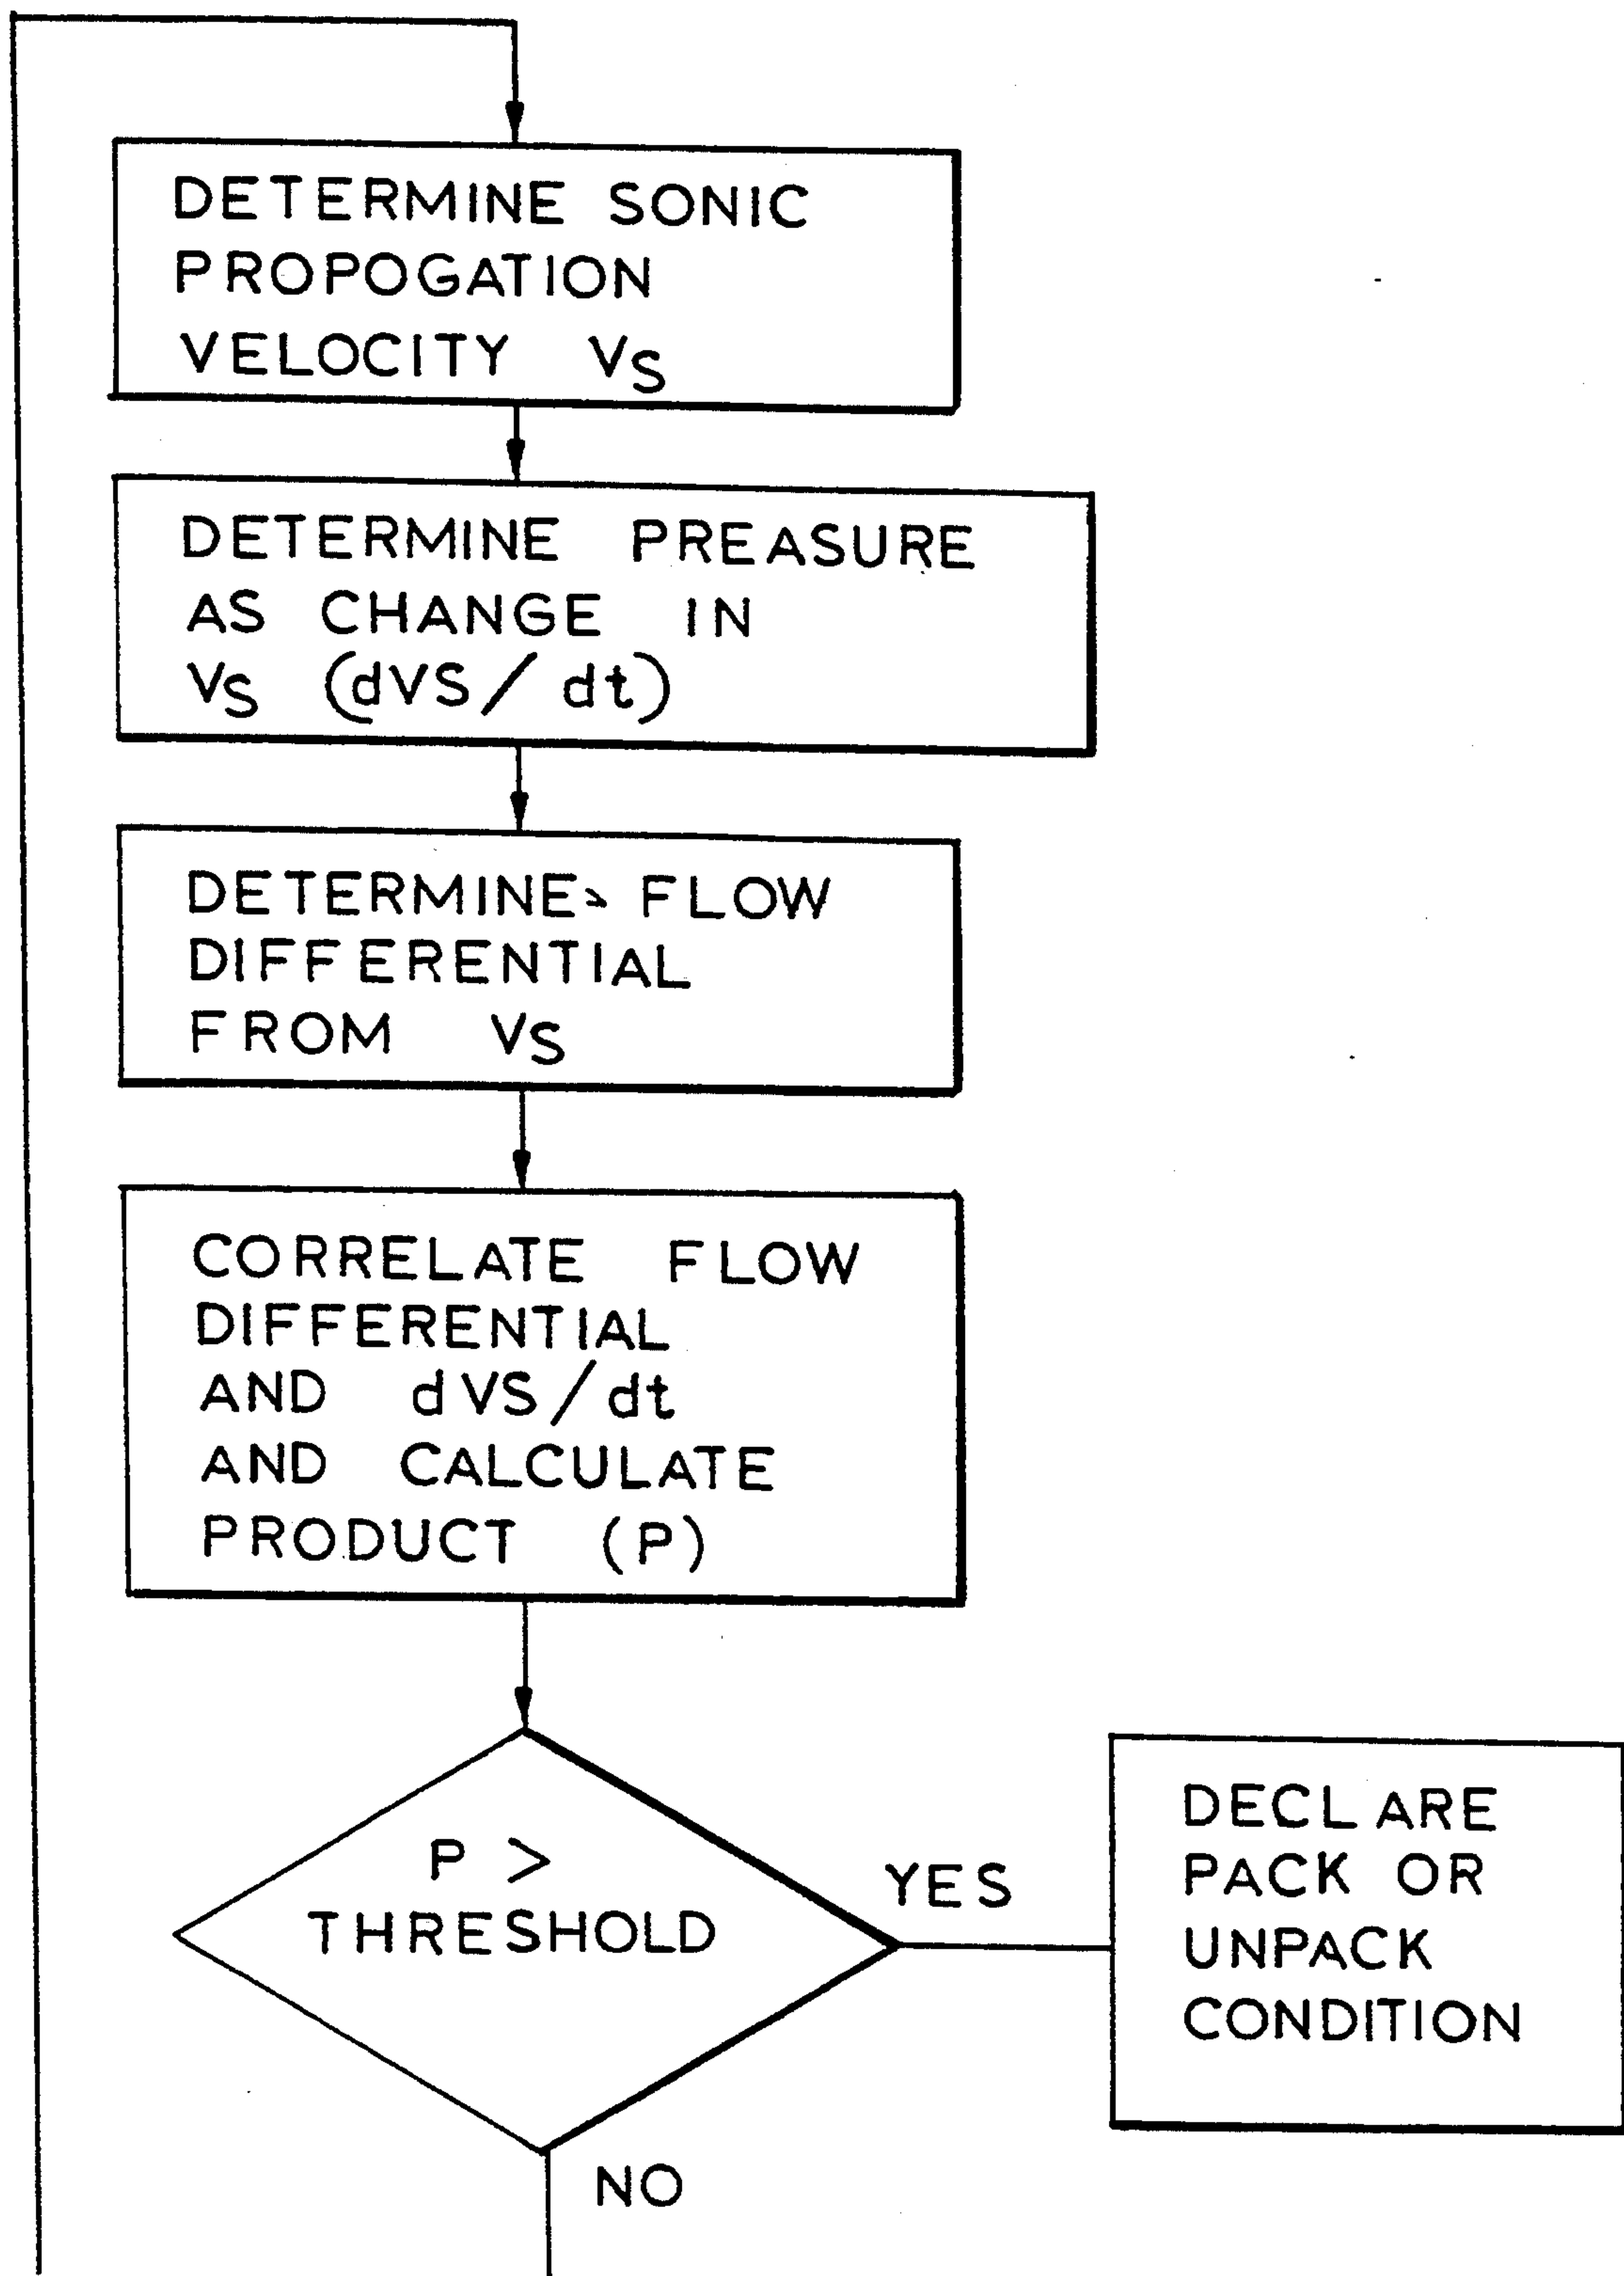 DETERMINE SONIC
PROPOGATION
VELOCITY VS
DETERMINE PREASURE
AS CHANGE IN
VS (dVS/dt)
DETERMINE FLOW
DIFFERENTIAL
FROM VS
CORRELATE FLOW
DIFFERENTIAL
AND dVS/dt
AND CALCULATE
PRODUCT (P)
P >
THRESHOLD
YES
DECLARE
PACK OR
UNPACK
CONDITION
NO